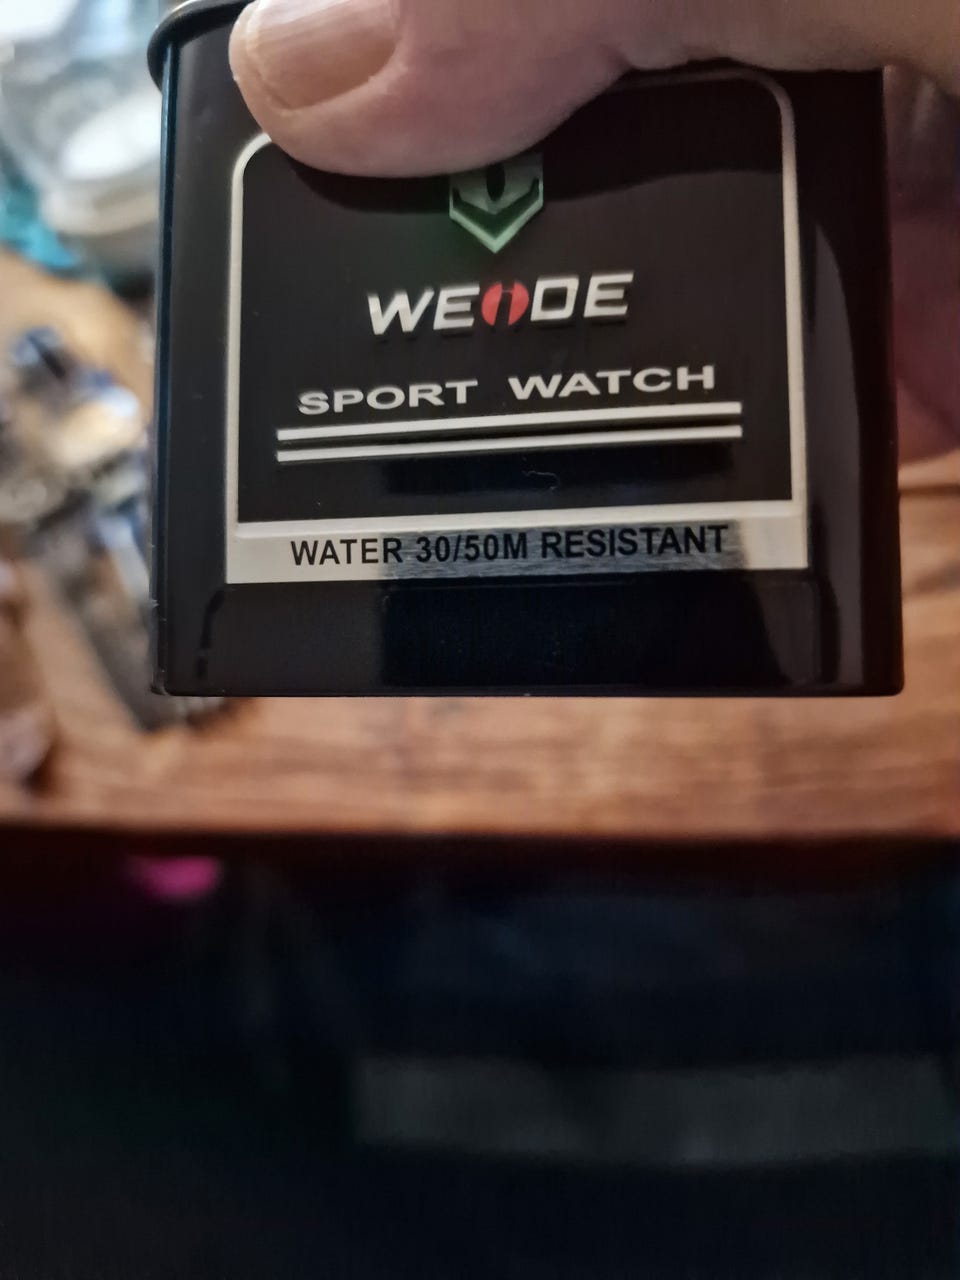 WEIDE
SPORT WATCH
WATER 30/50M RESISTANT